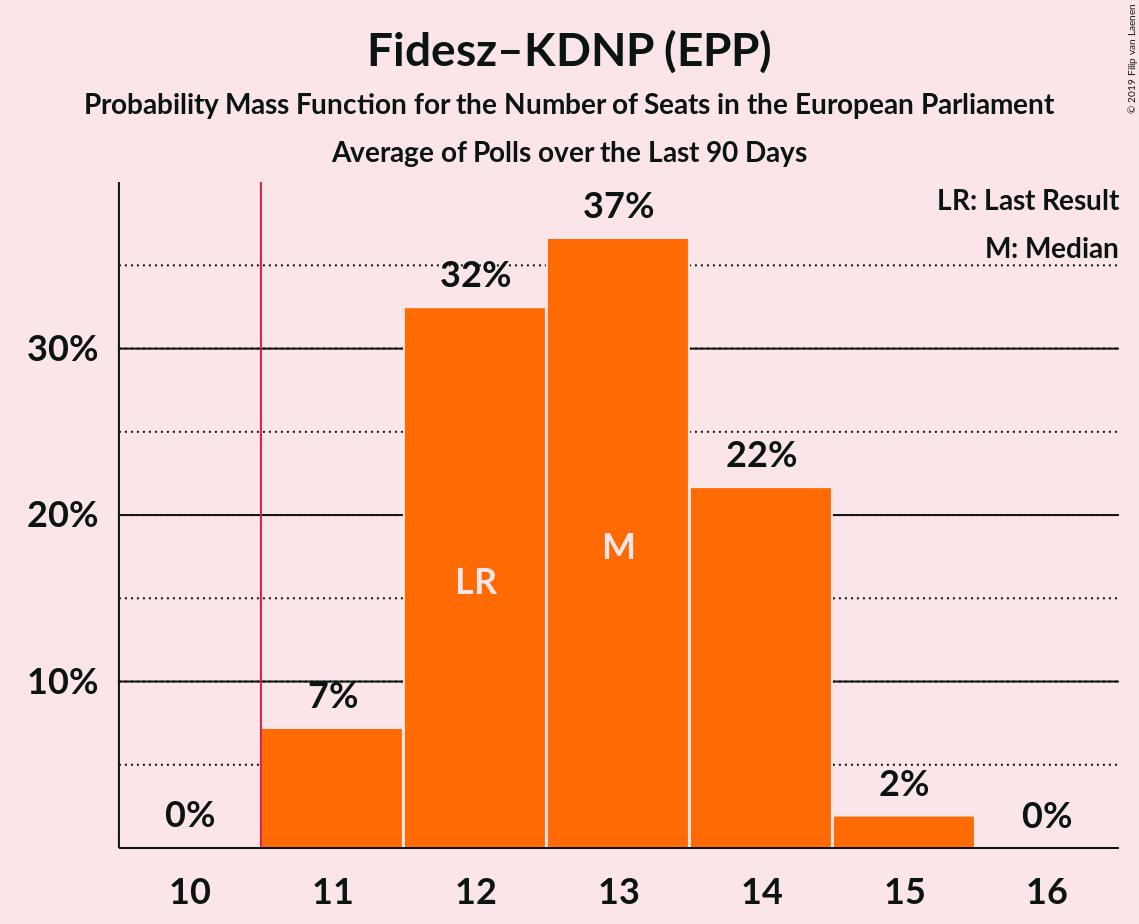 Fidesz–KDNP (EPP)
Probability Mass Function for the Number of Seats in the European Parliament
Average of Polls over the Last 90 Days
© 2019 Filip van Laenen
LR: Last Result
M: Median
37%
32%
30%
22%
20%
M
LR
10%
7%
2%
0%
0%
10 11 12 13 14 15 16